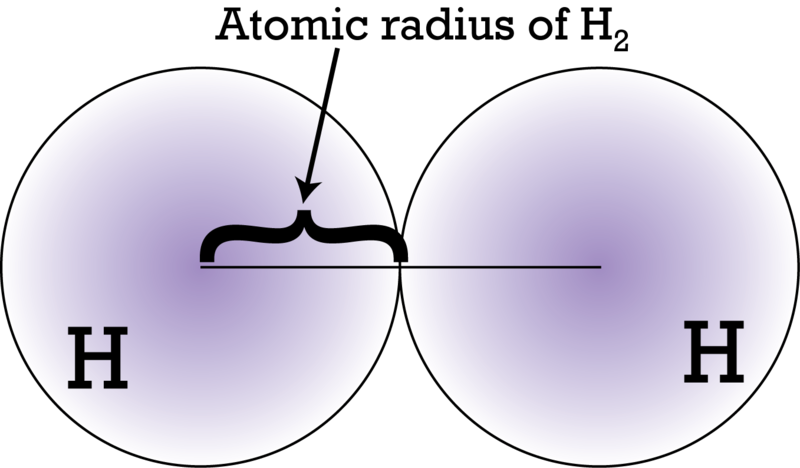 Atomic radius of H₂
H
H